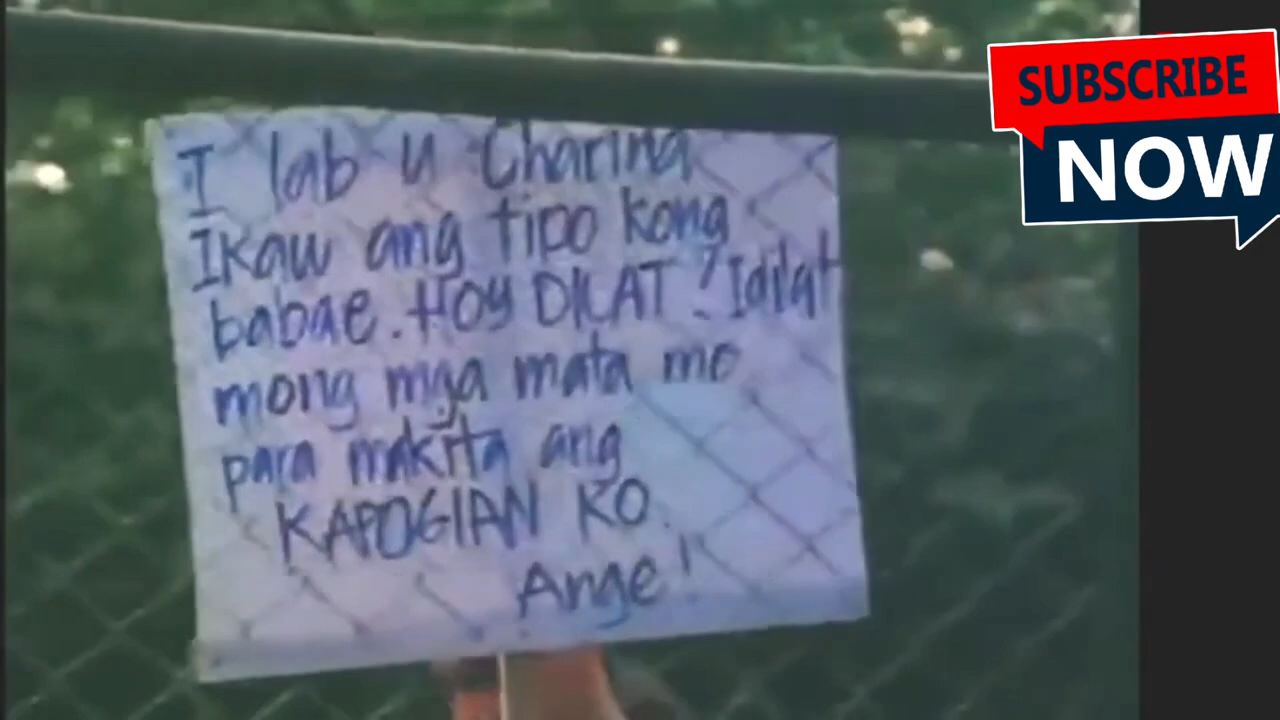 I lab u Charina
Ikaw ang tipo kong
babae. HOY DILAT! Idilat
mong mga mata mo
para makita ang
KAPOGIAN KO.
Ange!
SUBSCRIBE
NOW